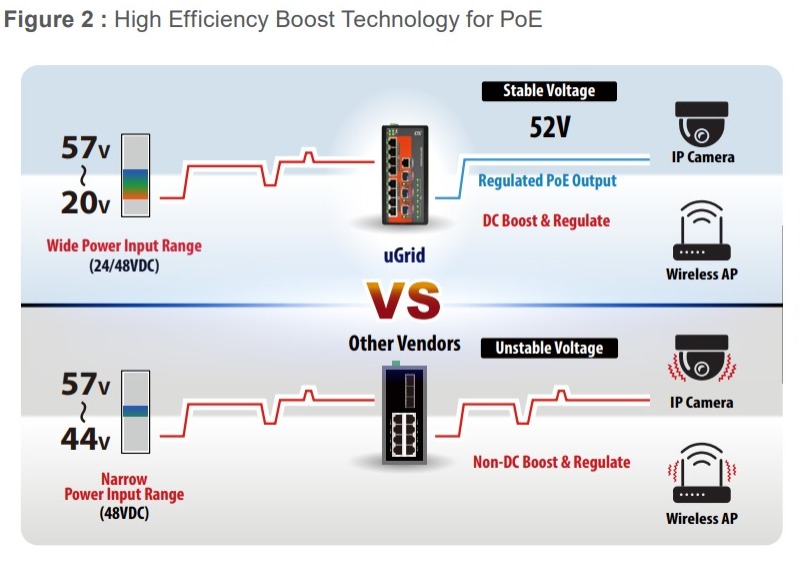 Figure 2 : High Efficiency Boost Technology for PoE
Stable Voltage
57v
~
20v
52V
IP Camera
Regulated PoE Output
DC Boost & Regulate
Wide Power Input Range
(24/48VDC)
uGrid
Wireless AP
VS
Other Vendors
Unstable Voltage
57v
~
44v
IP Camera
Non-DC Boost & Regulate
Narrow
Power Input Range
(48VDC)
Wireless AP